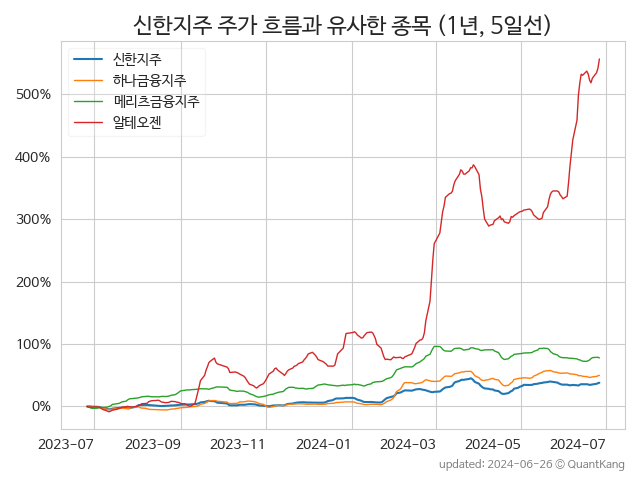 신한지주 주가 흐름과 유사한 종목 (1년, 5일선)
신한지주
하나금융지주
메리츠금융지주
알테오젠
500%
400%
300%
200%
100%
0%
2023-07 2023-09 2023-11 2024-01 2024-03 2024-05 2024-07
updated: 2024-06-26 © QuantKang